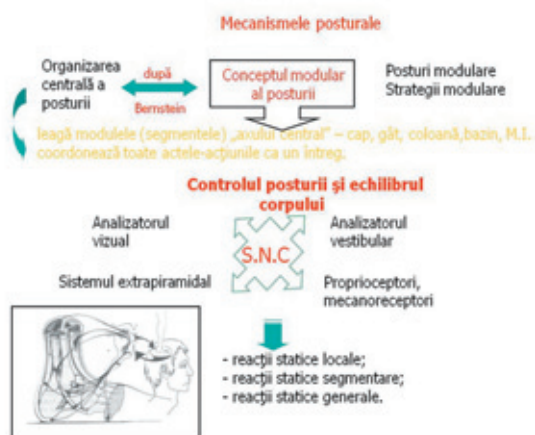 Mecanismele posturale
Organizarea
centrală a
posturii
după
Bernstein
Conceptul modular
al posturii
Posturi modulare
Strategii modulare
leagă modulele (segmentele) „axului central” – cap, gât, coloană,bazin, M.I.
coordonează toate actele-acțiunile ca un întreg.
Controlul posturii și echilibrul
corpului
Analizatorul
vizual
Analizatorul
vestibular
S.N.C
Sistemul extrapiramidal
Proprioceptori,
mecanoreceptori
- reacții statice locale;
- reacții statice segmentare;
- reacții statice generale.